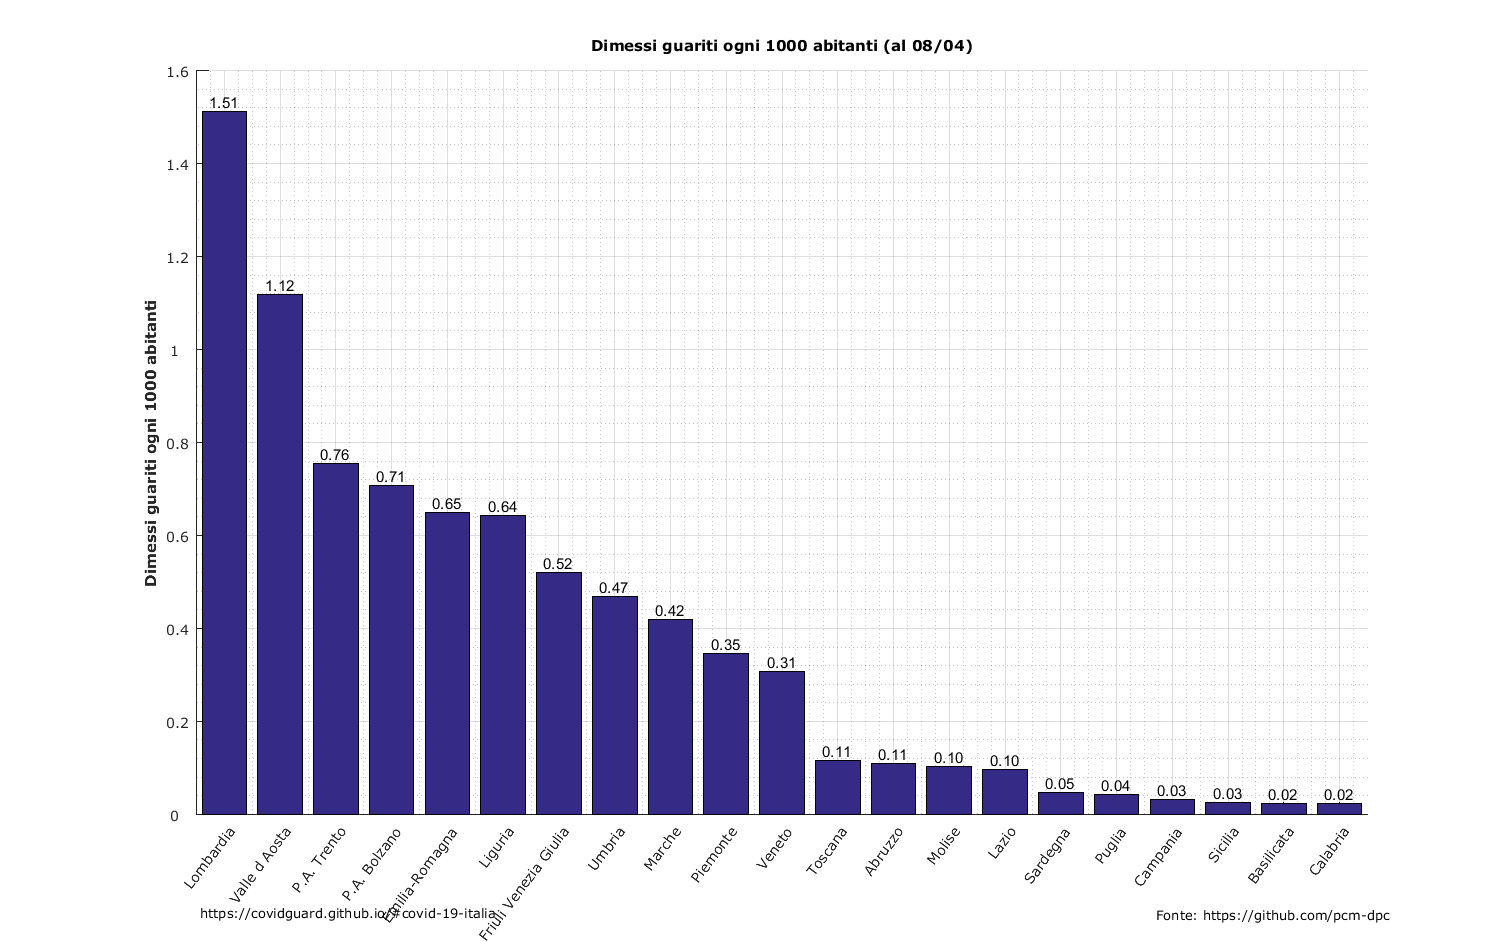 Dimessi guariti ogni 1000 abitanti (al 08/04)
Dimessi guariti ogni 1000 abitanti
1.6
1.4
1.2
1
0.8
0.6
0.4
0.2
0
1.51
1.12
0.76
0.71
0.65
0.64
0.52
0.47
0.42
0.35
0.31
0.11
0.11
0.10
0.10
0.05
0.04
0.03
0.03
0.02
0.02
Lombardia
Valle d Aosta
P.A. Trento
P.A. Bolzano
Emilia-Romagna
Liguria
Friuli Venezia Giulia
Umbria
Marche
Piemonte
Veneto
Toscana
Abruzzo
Molise
Lazio
Sardegna
Puglia
Campania
Sicilia
Basilicata
Calabria
https://covidguard.github.io/#covid-19-italia
Fonte: https://github.com/pcm-dpc